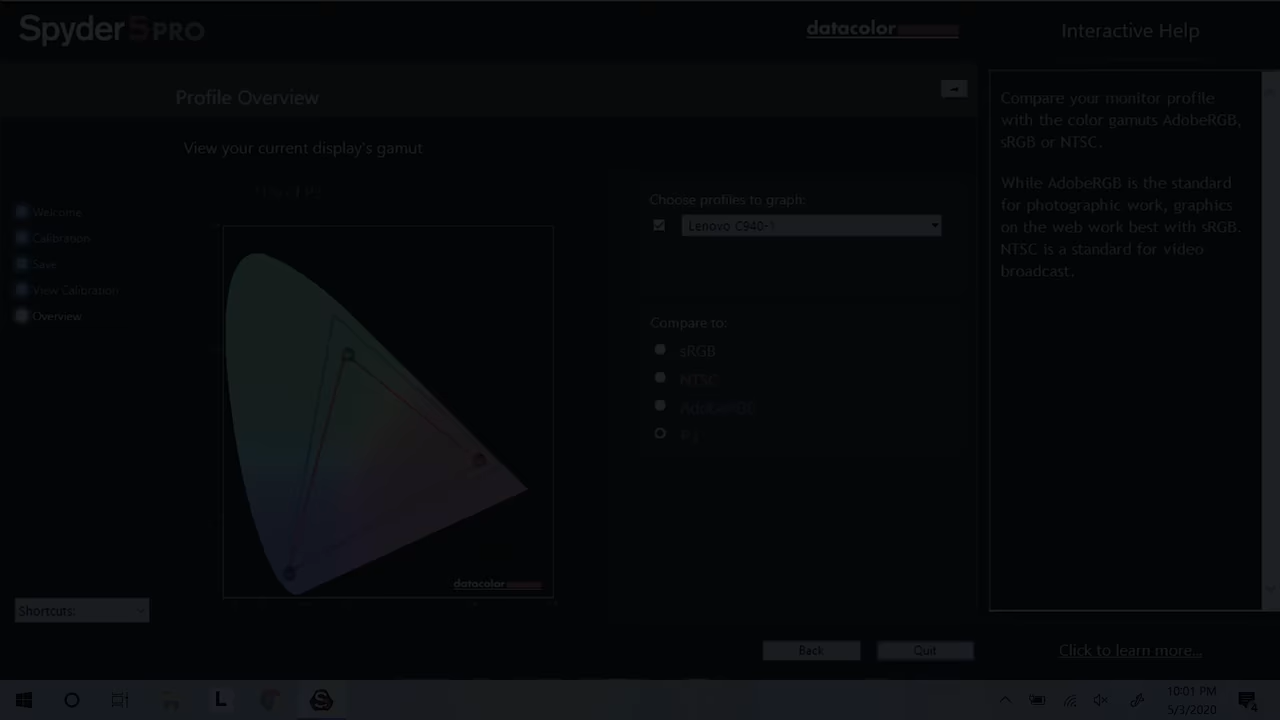 Spyder5PRO
datacolor
Interactive Help
Profile Overview
View your current display's gamut
Welcome
Calibration
Save
View Calibration
Overview
Choose profiles to graph:
Lenovo C940-1
Compare to:
sRGB
NTSC
AdobeRGB
P3
datacolor
Shortcuts:
Back
Quit
Compare your monitor profile
with the color gamuts AdobeRGB,
sRGB or NTSC.
While AdobeRGB is the standard
for photographic work, graphics
on the web work best with sRGB.
NTSC is a standard for video
broadcast.
Click to learn more...
L
10:01 PM
5/3/2020